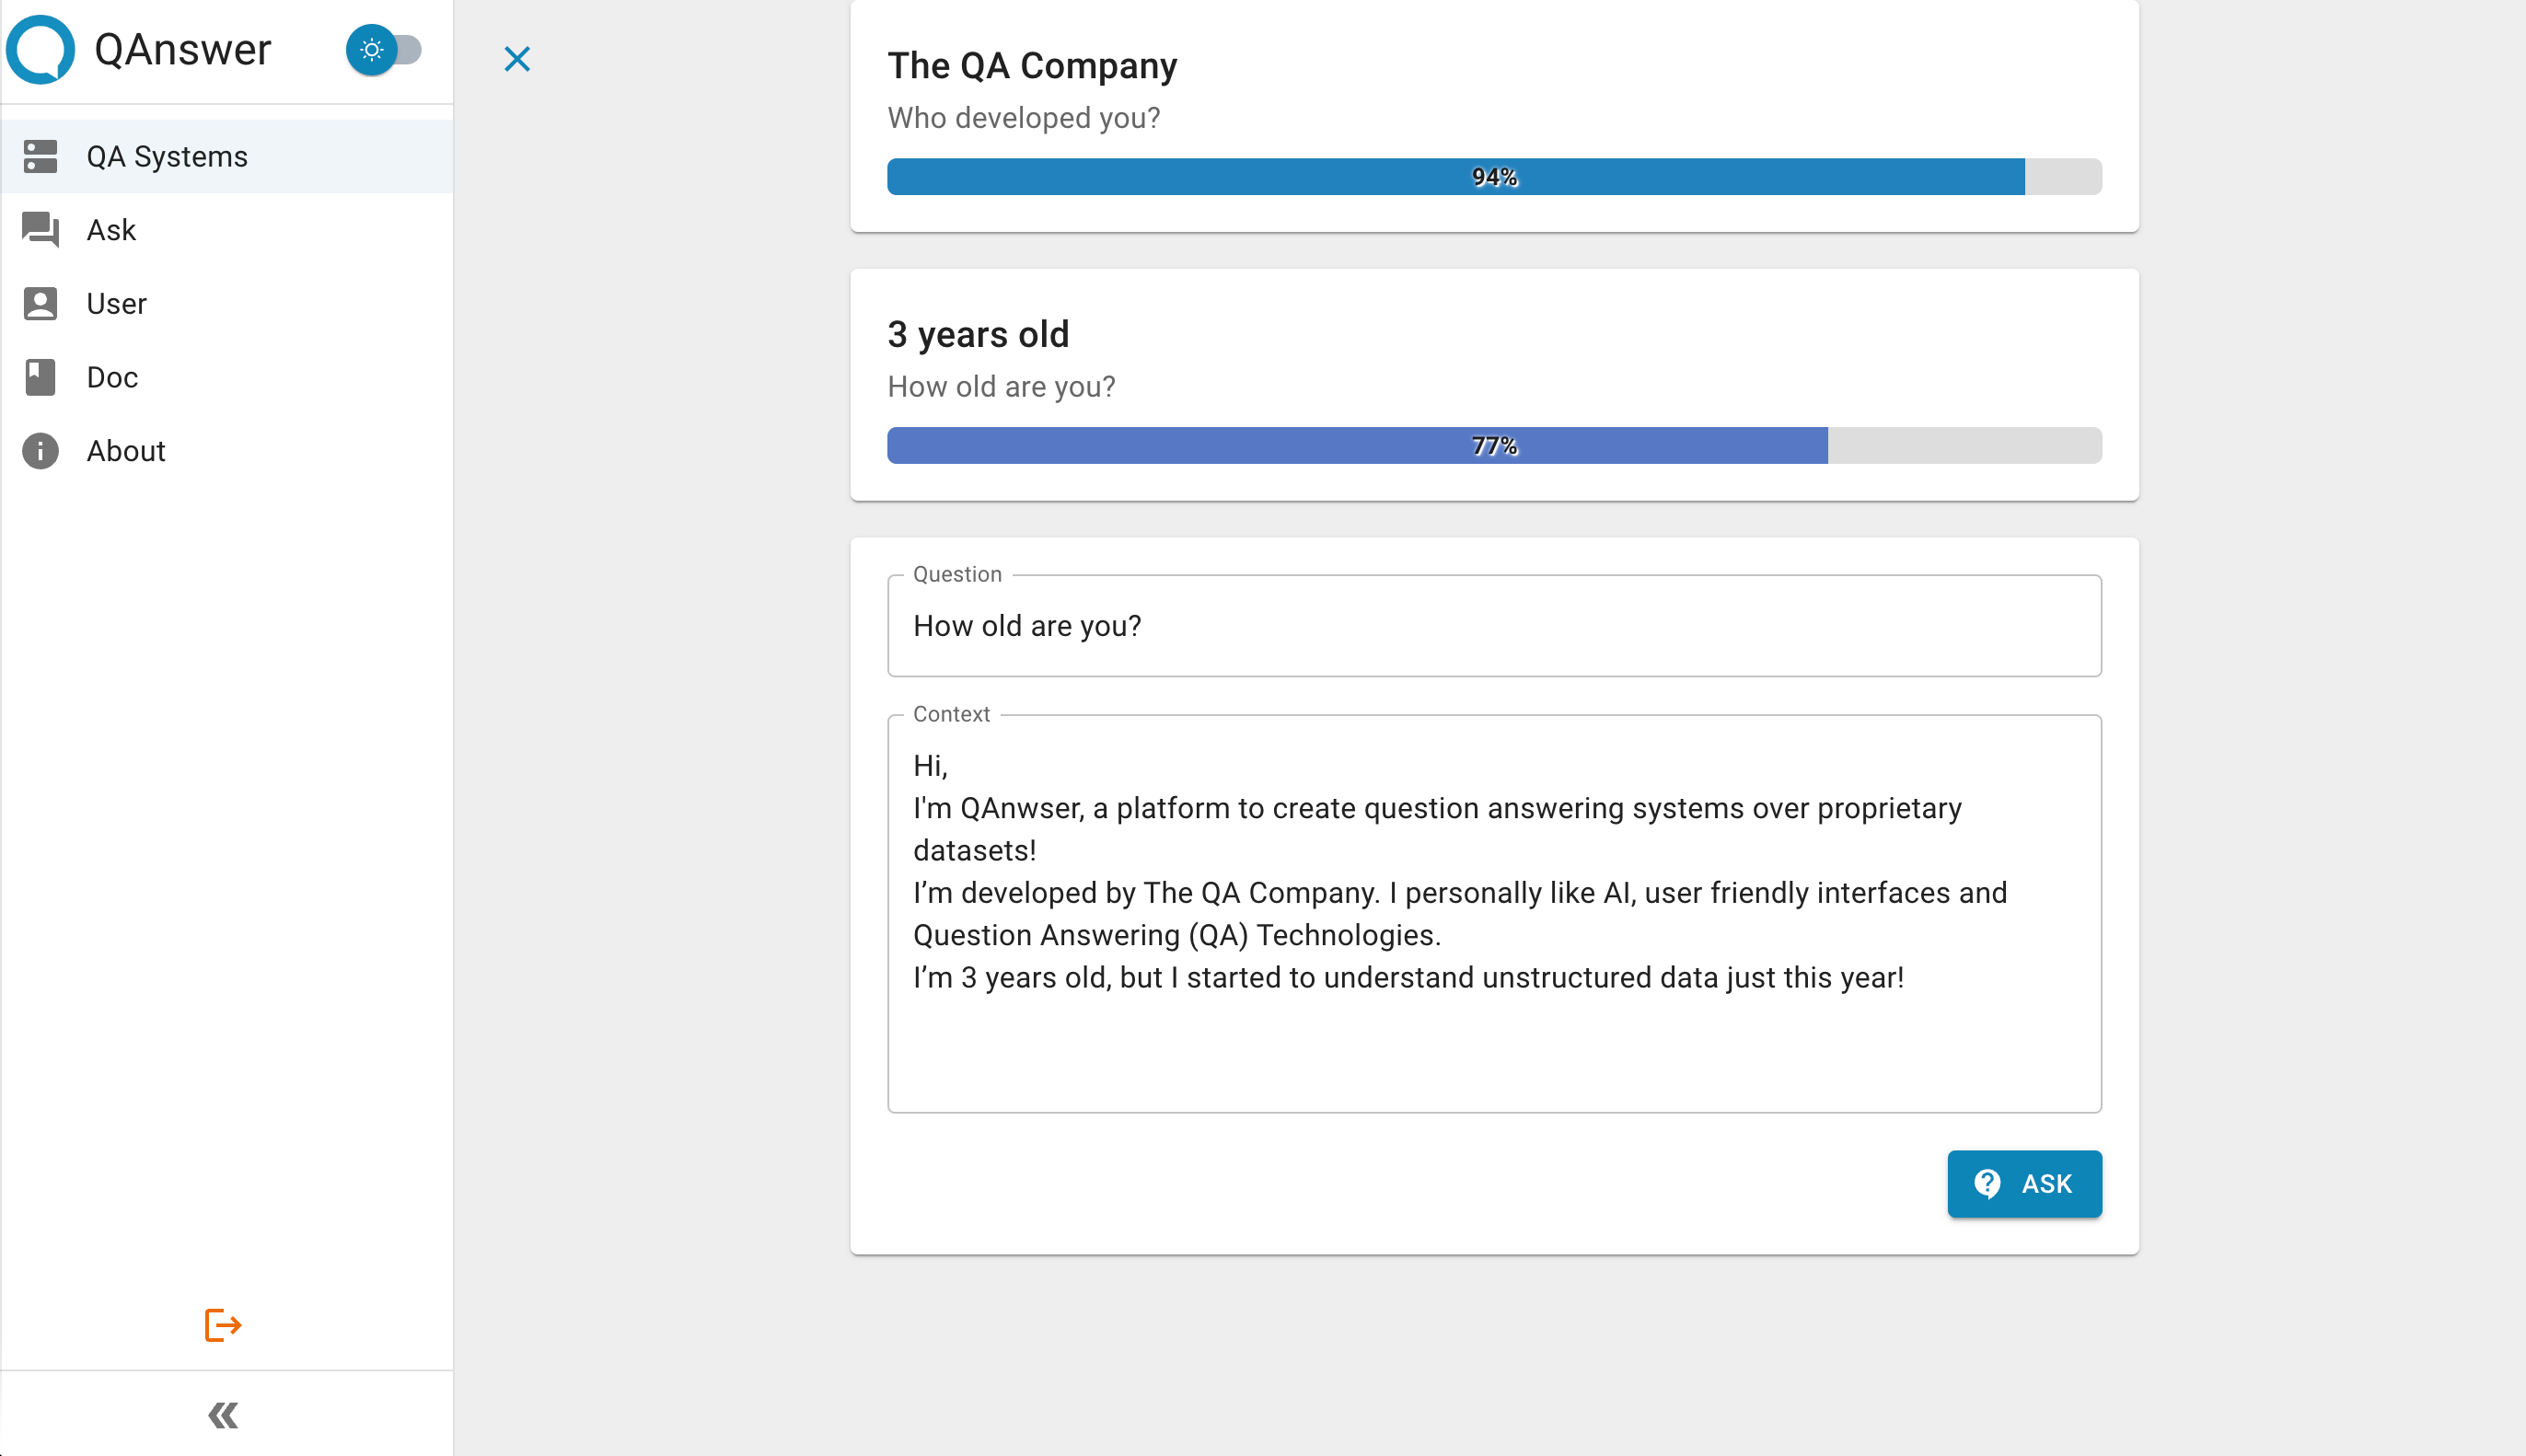 QAnswer
QA Systems
Ask
User
Doc
About
The QA Company
Who developed you?
94%
3 years old
How old are you?
77%
Question
How old are you?
Context
Hi,
I'm QAnwser, a platform to create question answering systems over proprietary
datasets!
I’m developed by The QA Company. I personally like AI, user friendly interfaces and
Question Answering (QA) Technologies.
I’m 3 years old, but I started to understand unstructured data just this year!
ASK